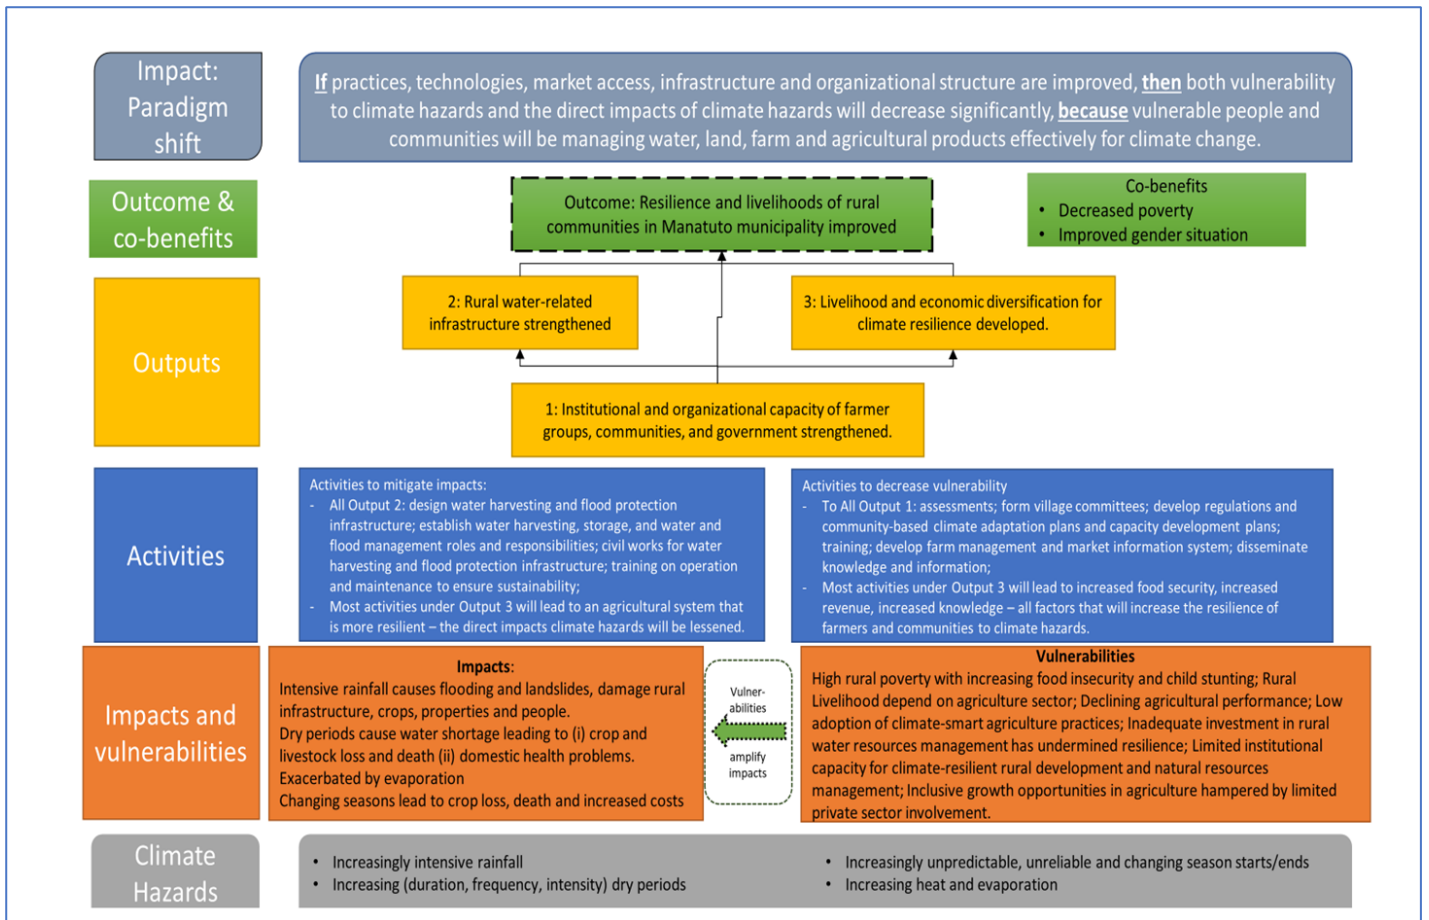 Impact:
Paradigm
shift
If practices, technologies, market access, infrastructure and organizational structure are improved, then both vulnerability
to climate hazards and the direct impacts of climate hazards will decrease significantly, because vulnerable people and
communities will be managing water, land, farm and agricultural products effectively for climate change.
Outcome &
co-benefits
Outcome: Resilience and livelihoods of rural
communities in Manatuto municipality improved
Co-benefits
• Decreased poverty
• Improved gender situation
Outputs
2: Rural water-related
infrastructure strengthened
3: Livelihood and economic diversification for
climate resilience developed.
1: Institutional and organizational capacity of farmer
groups, communities, and government strengthened.
Activities
Activities to mitigate impacts:
- All Output 2: design water harvesting and flood protection
infrastructure; establish water harvesting, storage, and water and
flood management roles and responsibilities; civil works for water
harvesting and flood protection infrastructure; training on operation
and maintenance to ensure sustainability;
- Most activities under Output 3 will lead to an agricultural system that
is more resilient – the direct impacts climate hazards will be lessened.
Activities to decrease vulnerability
- To All Output 1: assessments; form village committees; develop regulations and
community-based climate adaptation plans and capacity development plans;
training; develop farm management and market information system; disseminate
knowledge and information;
- Most activities under Output 3 will lead to increased food security, increased
revenue, increased knowledge – all factors that will increase the resilience of
farmers and communities to climate hazards.
Impacts and
vulnerabilities
Impacts:
Intensive rainfall causes flooding and landslides, damage rural
infrastructure, crops, properties and people.
Dry periods cause water shortage leading to (i) crop and
livestock loss and death (ii) domestic health problems.
Exacerbated by evaporation
Changing seasons lead to crop loss, death and increased costs
Vulner-
abilities
amplify
impacts
Vulnerabilities
High rural poverty with increasing food insecurity and child stunting; Rural
Livelihood depend on agriculture sector; Declining agricultural performance; Low
adoption of climate-smart agriculture practices; Inadequate investment in rural
water resources management has undermined resilience; Limited institutional
capacity for climate-resilient rural development and natural resources
management; Inclusive growth opportunities in agriculture hampered by limited
private sector involvement.
Climate
Hazards
• Increasingly intensive rainfall
• Increasing (duration, frequency, intensity) dry periods
• Increasingly unpredictable, unreliable and changing season starts/ends
• Increasing heat and evaporation